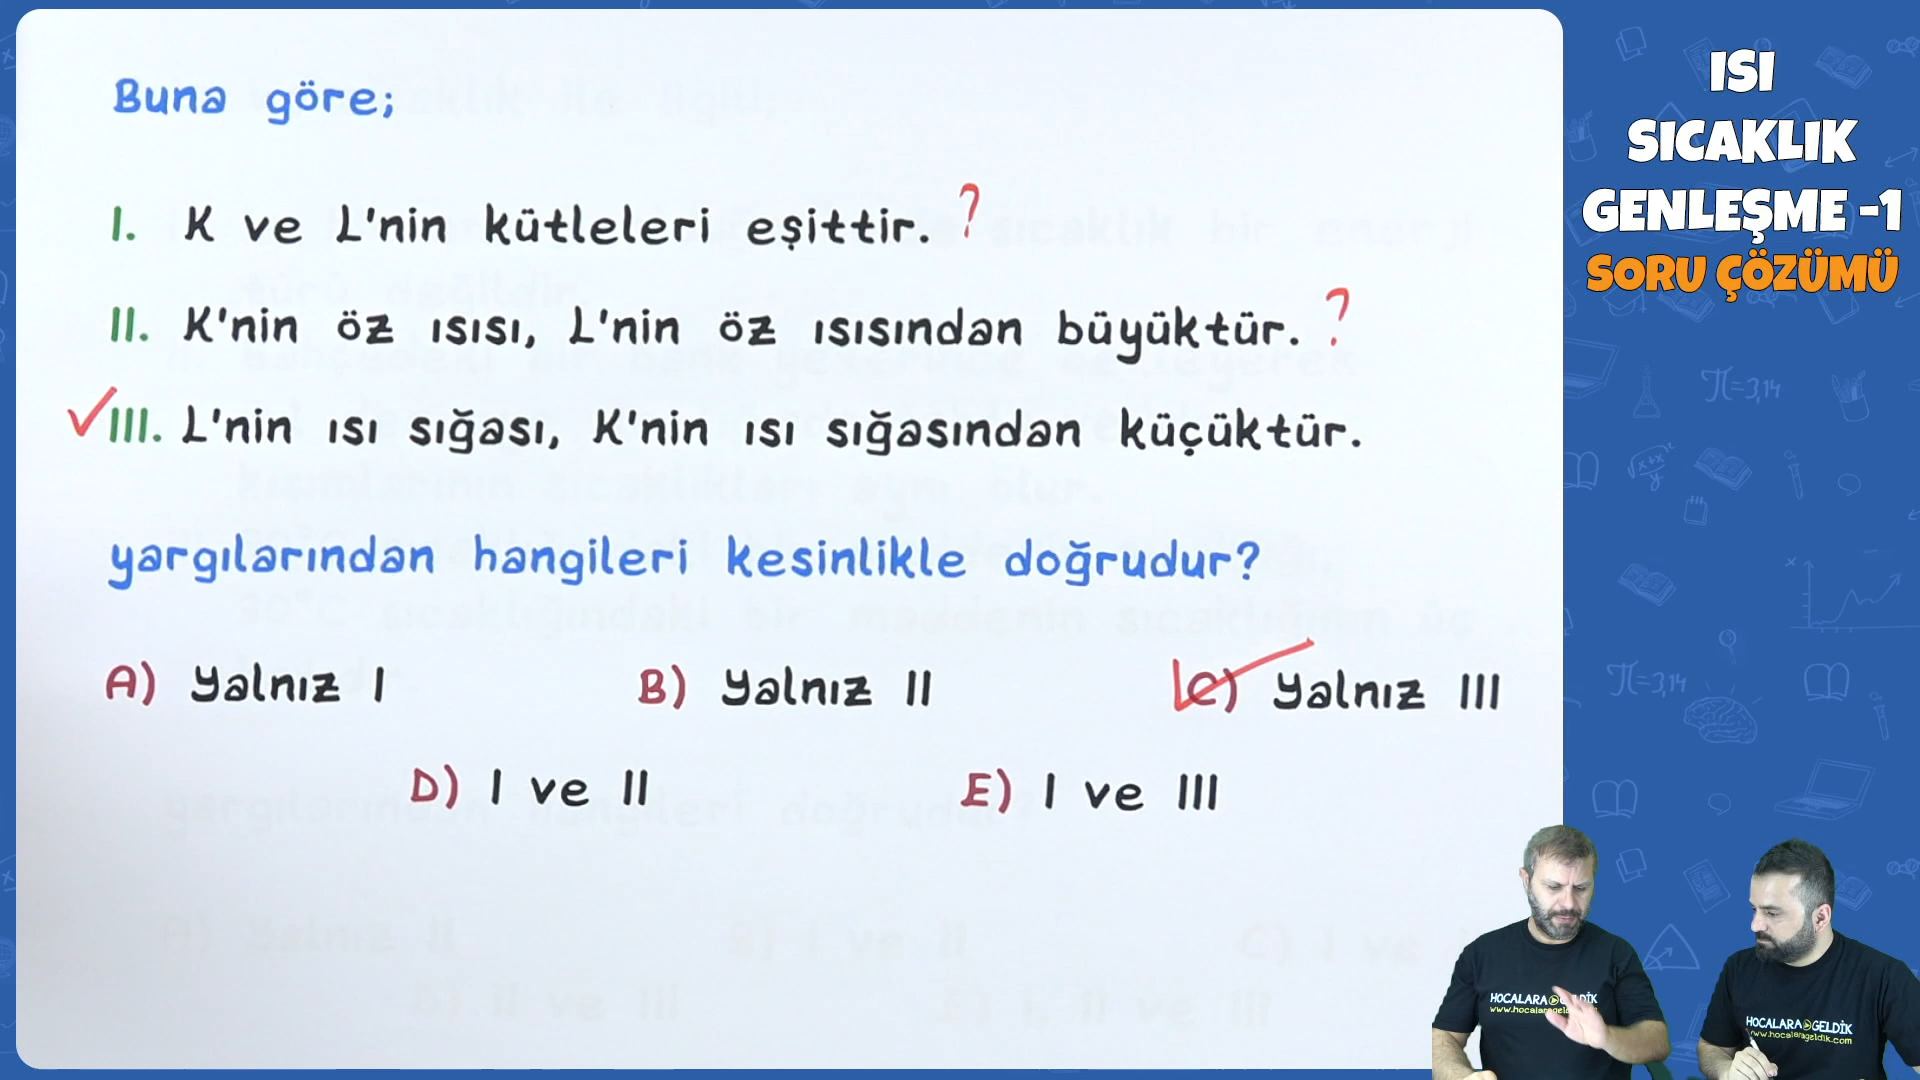 Buna göre;
I. K ve L'nin kütleleri eşittir. ?
II. K'nin öz ısısı, L'nin öz ısısından büyüktür. ?
III. L'nin ısı sığası, K'nin ısı sığasından küçüktür.
yargılarından hangileri kesinlikle doğrudur?
A) Yalnız I
B) Yalnız II
C) Yalnız III
D) I ve II
E) I ve III
ISI
SICAKLIK
GENLEŞME -1
SORU ÇÖZÜMÜ
π=3,14
π=3,14
HOCALARA GELDİK
www.hocalarageldik.com